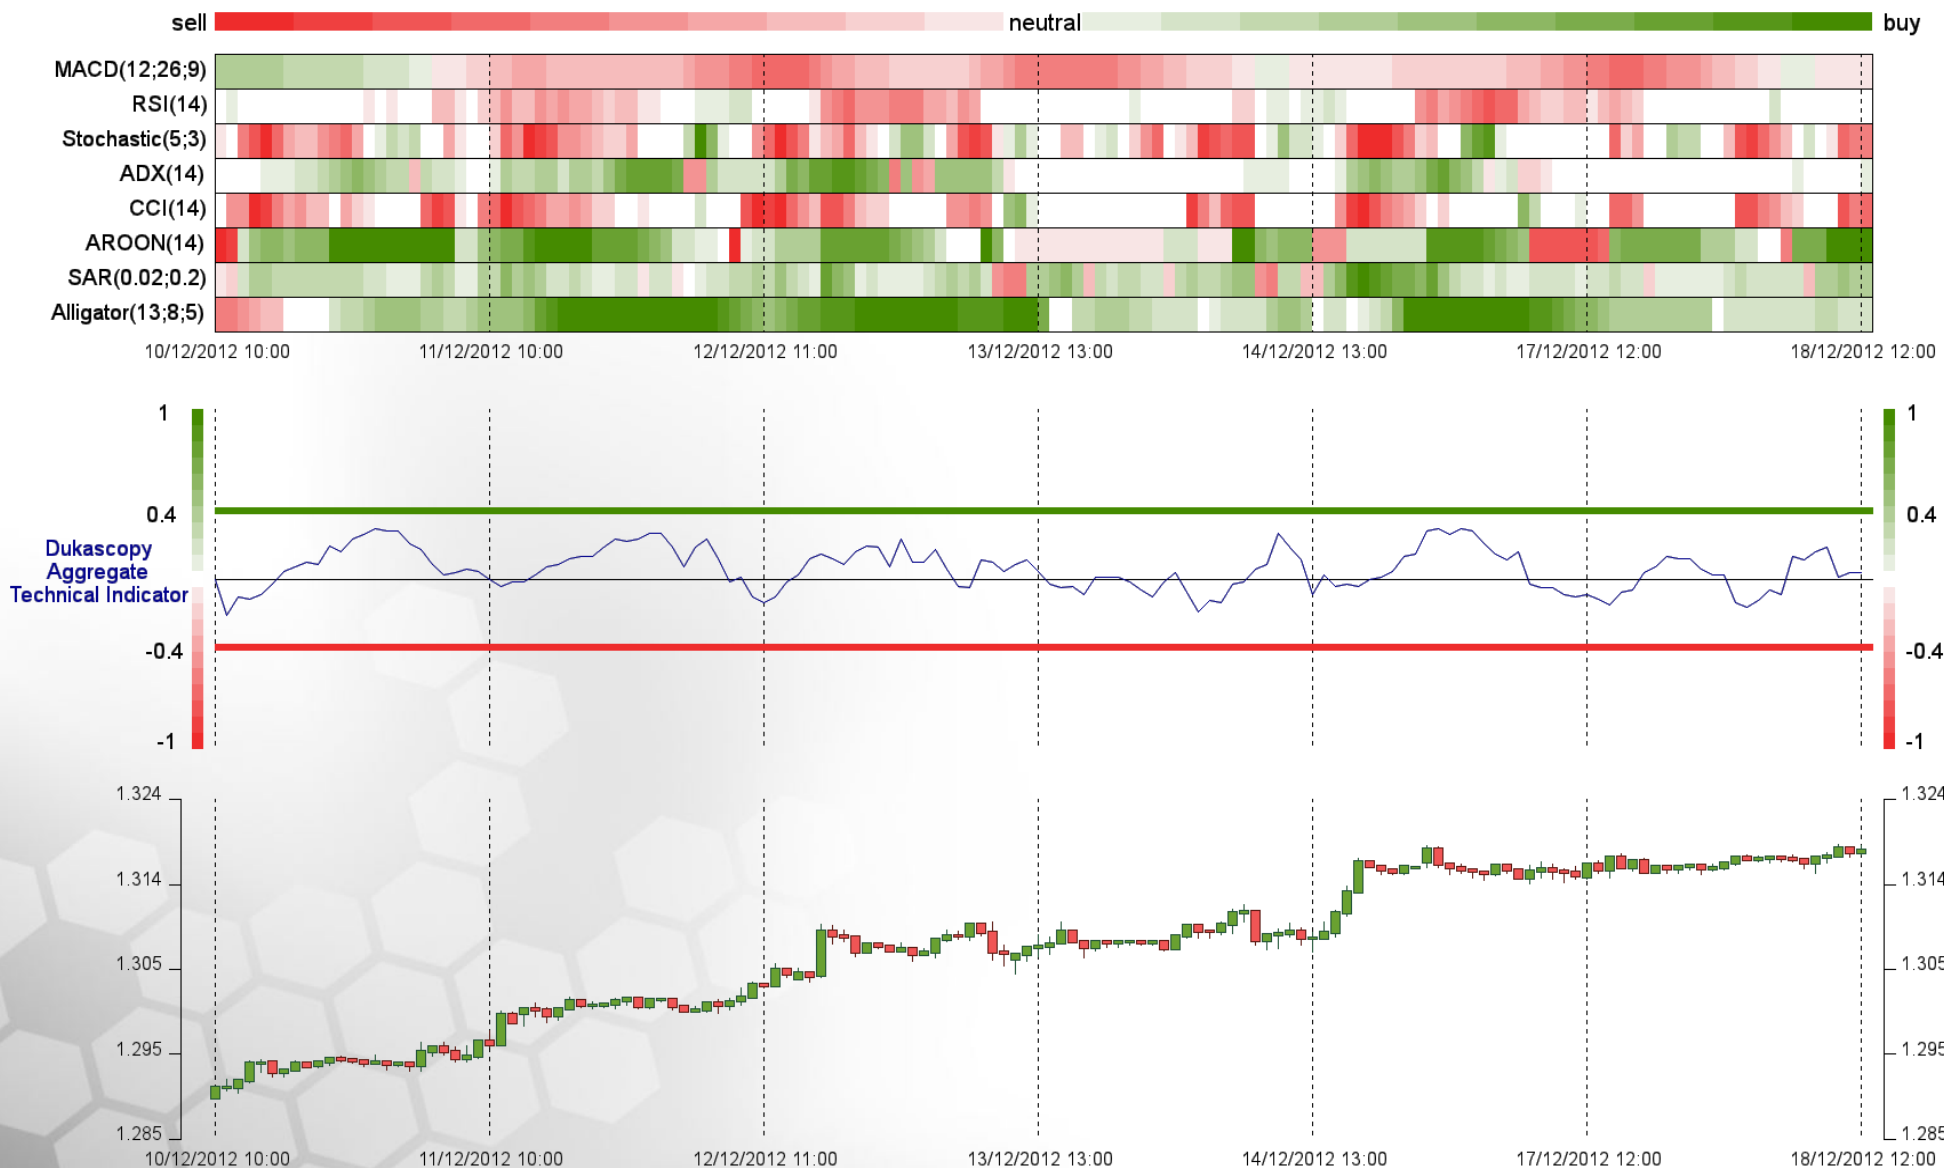 sell neutral buy
MACD(12;26;9)
RSI(14)
Stochastic(5;3)
ADX(14)
CCI(14)
AROON(14)
SAR(0.02;0.2)
Alligator(13;8;5)
10/12/2012 10:00 11/12/2012 10:00 12/12/2012 11:00 13/12/2012 13:00 14/12/2012 13:00 17/12/2012 12:00 18/12/2012 12:00
1 1
0.4 0.4
Dukascopy
Aggregate
Technical Indicator
-0.4 -0.4
-1 -1
1.324 1.324
1.314 1.314
1.305 1.305
1.295 1.295
1.285 1.285
10/12/2012 10:00 11/12/2012 10:00 12/12/2012 11:00 13/12/2012 13:00 14/12/2012 13:00 17/12/2012 12:00 18/12/2012 12:00